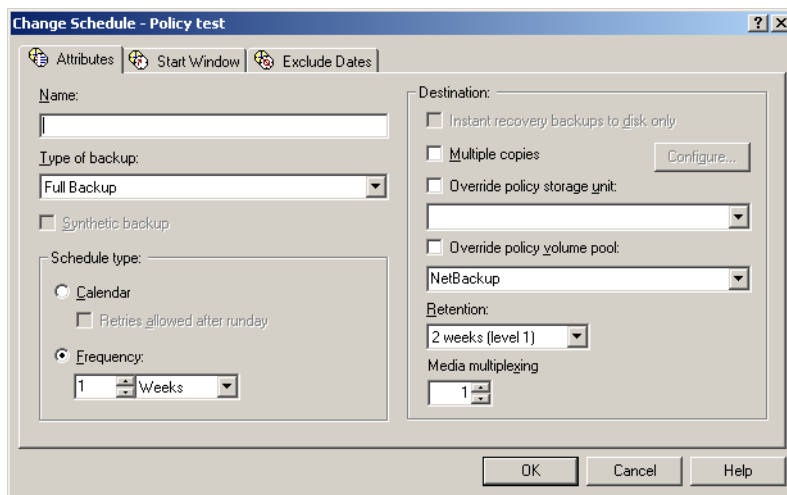 Change Schedule - Policy test
Attributes
Start Window
Exclude Dates
Name:
Type of backup:
Full Backup
Synthetic backup
Schedule type:
Calendar
Retries allowed after runday
Frequency:
1 Weeks
Destination:
Instant recovery backups to disk only
Multiple copies
Configure...
Override policy storage unit:
Override policy volume pool:
NetBackup
Retention:
2 weeks (level 1)
Media multiplexing
1
OK
Cancel
Help